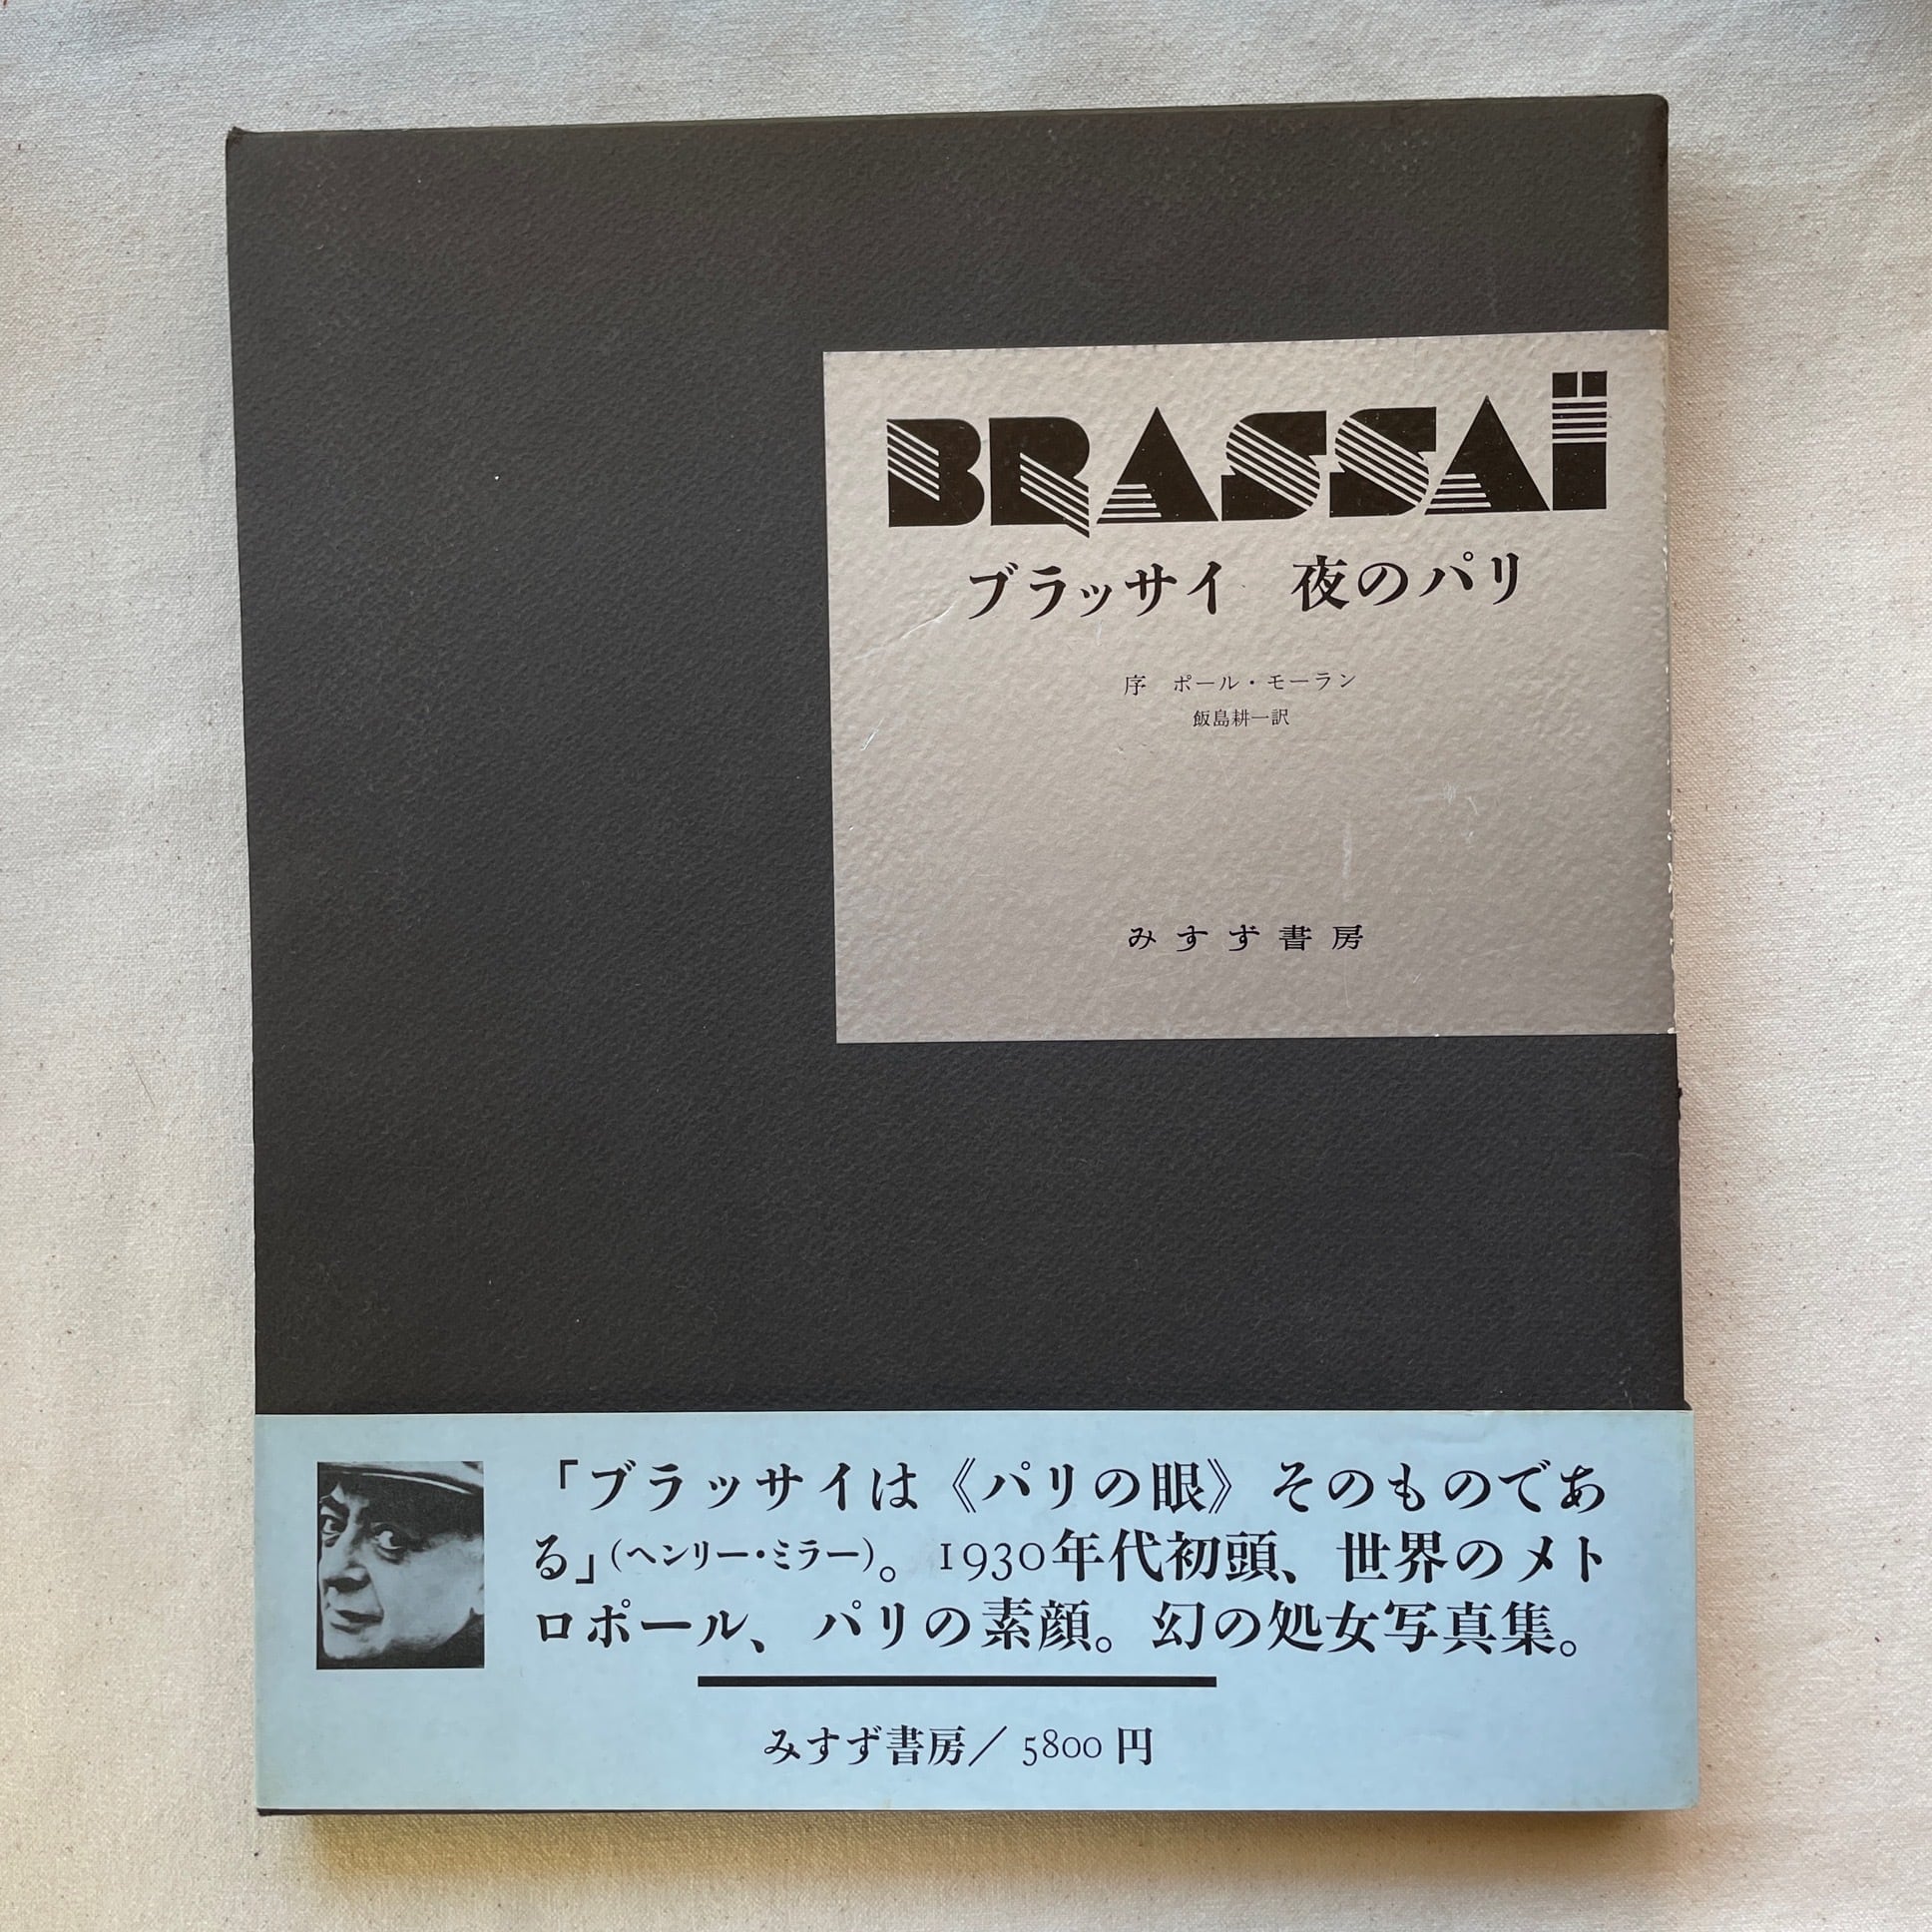 BRASSAÏ
ブラッサイ　夜のパリ
序　ポール・モーラン
飯島耕一訳
みすず書房
「ブラッサイは《パリの眼》そのものであ
る」(ヘンリー・ミラー)。1930年代初頭、世界のメト
ロポール、パリの素顔。幻の処女写真集。
みすず書房／5800円